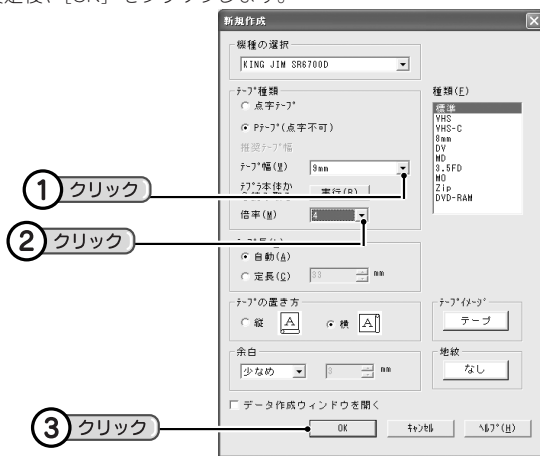 定後、[OK] をクリックします。
新規作成
機種の選択
KING JIM SR6700D
テープ種類
点字テープ
Pテープ(点字不可)
推奨テープ幅
テープ幅(W) 9mm
テプラ本体か
実行(R)
倍率(M) 4
自動(A)
定長(C) 33 mm
テープの置き方
縦 A 横 A
余白
少なめ 3 mm
データ作成ウィンドウを開く
OK キャンセル ヘルプ(H)
種類(F)
標準
VHS
VHS-C
8mm
DV
MD
3.5FD
MO
Zip
DVD-RAM
テープイメージ
テープ
地紋
なし
① クリック
② クリック
③ クリック